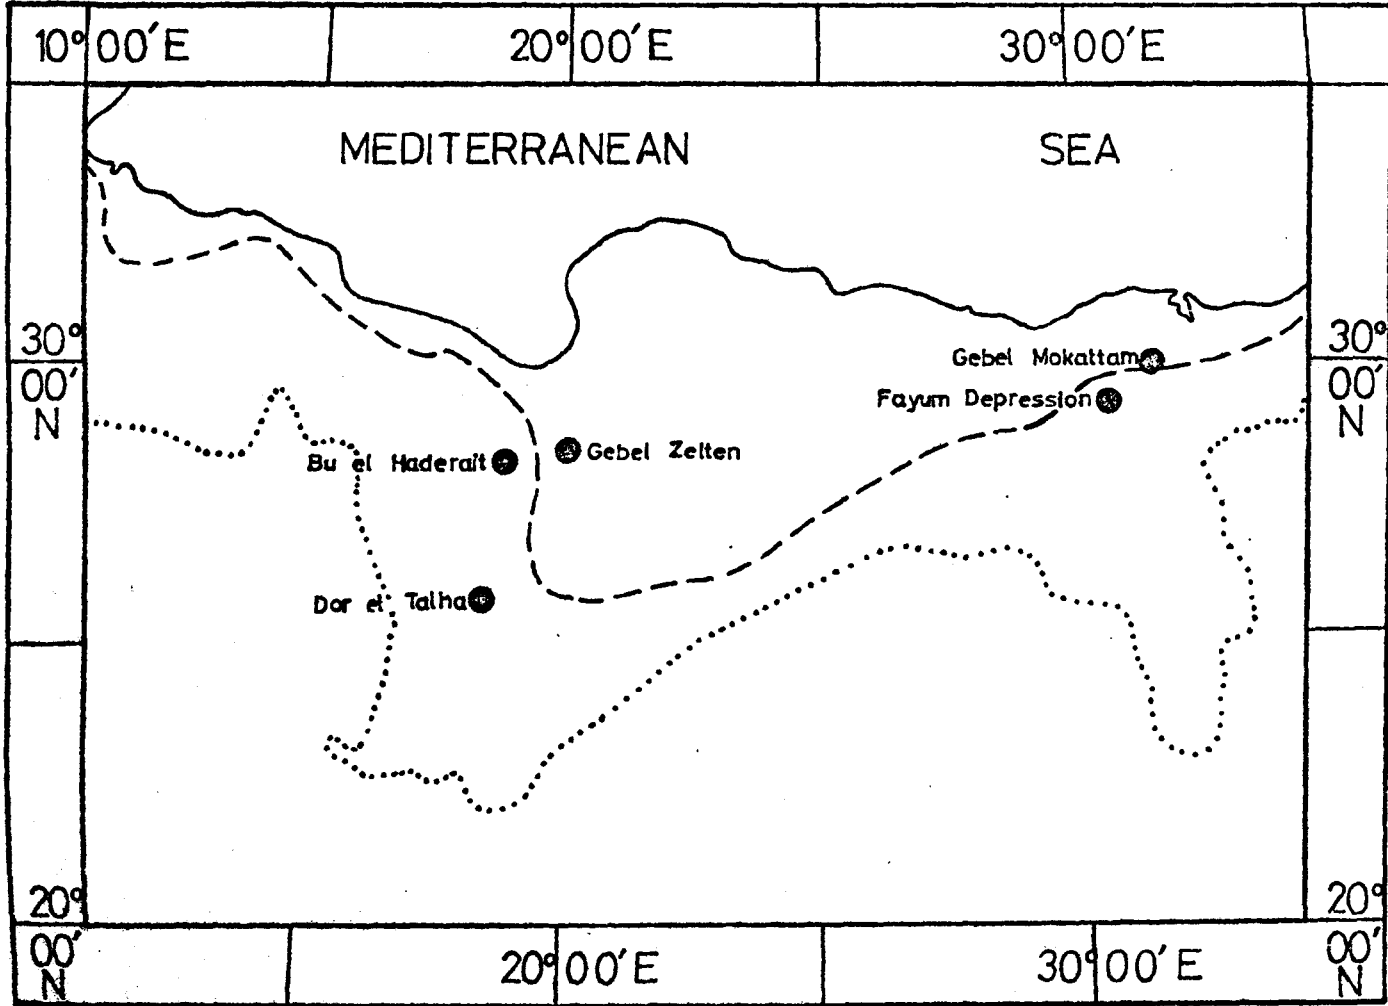 10°00′E 20°00′E 30°00′E
MEDITERRANEAN SEA
30°
00′
N
30°
00′
N
Gebel Mokattam
Fayum Depression
Bu el Haderait
Gebel Zelten
Dor el Talha
20°
00′
N
20°
00′
N
20°00′E 30°00′E